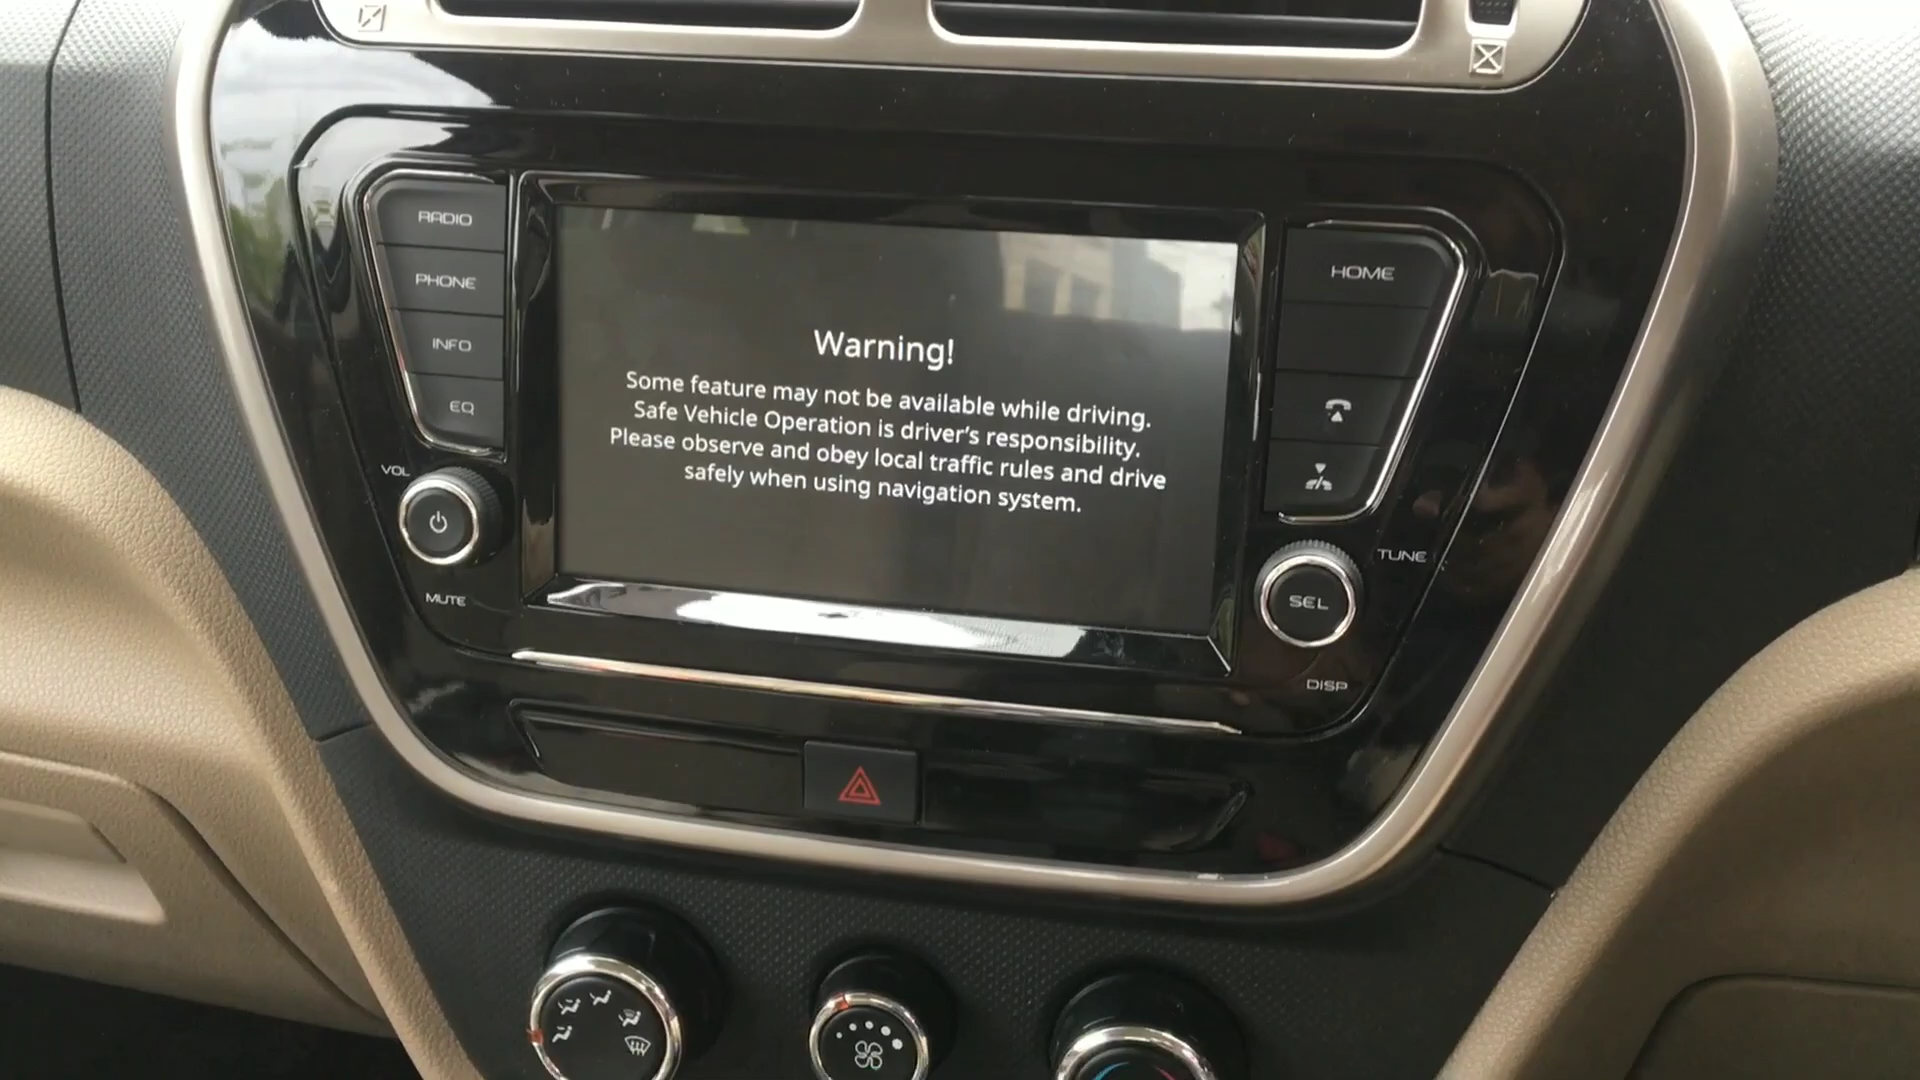 RADIO
PHONE
INFO
EQ
VOL
MUTE
Warning!
Some feature may not be available while driving.
Safe Vehicle Operation is driver's responsibility.
Please observe and obey local traffic rules and drive
safely when using navigation system.
HOME
TUNE
SEL
DISP